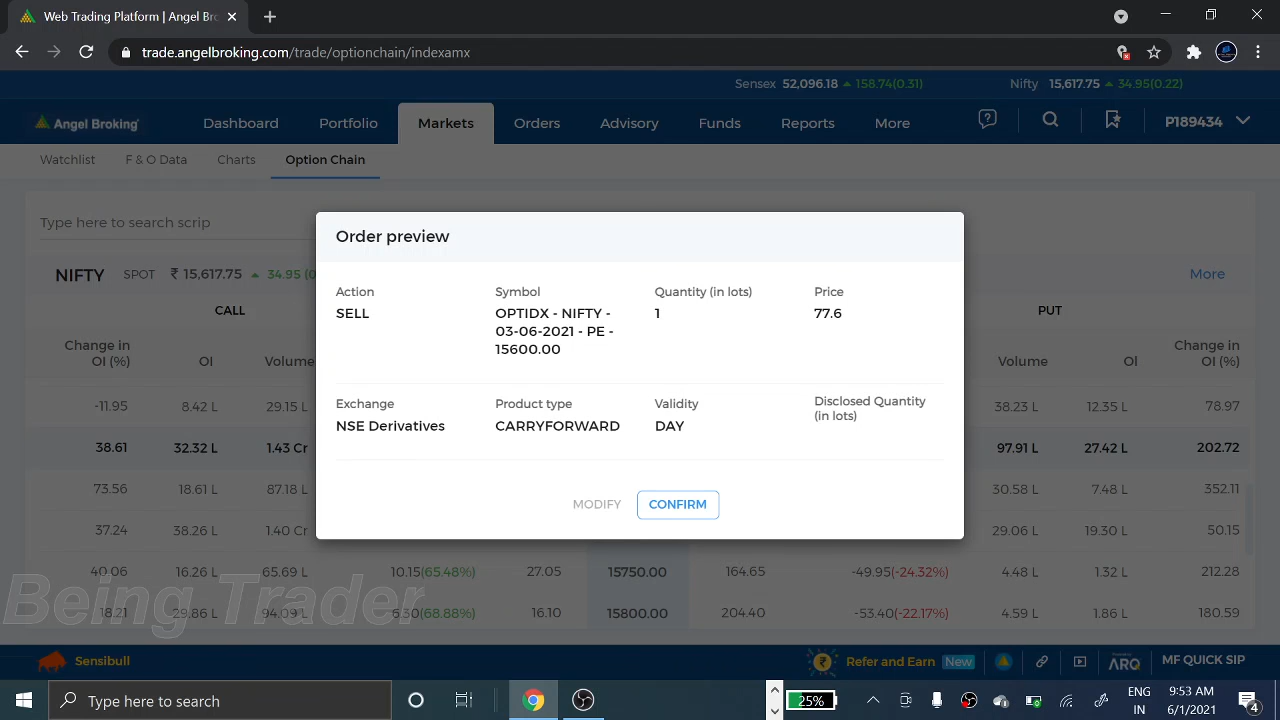 Web Trading Platform | Angel Bro
trade.angelbroking.com/trade/optionchain/indexamx
Sensex 52,096.18 158.74(0.31) Nifty 15,617.75 34.95(0.22)
Angel Broking Dashboard Portfolio Markets Orders Advisory Funds Reports More P189434
Watchlist F & O Data Charts Option Chain
Type here to search scrip
NIFTY SPOT ₹ 15,617.75 34.95 (0 More
CALL PUT
Change in OI (%) OI Volume Volume OI Change in OI (%)
-11.95 8.42 L 29.15 L 38.23 L 12.35 L 78.97
38.61 32.32 L 1.43 Cr 97.91 L 27.42 L 202.72
73.56 18.61 L 87.18 L 30.58 L 7.48 L 352.11
37.24 38.26 L 1.40 Cr 29.06 L 19.30 L 50.15
40.06 16.26 L 65.69 L 10.15(65.48%) 27.05 15750.00 164.65 -49.95(-24.32%) 4.48 L 1.32 L 212.28
18.21 29.86 L 94.09 L (68.88%) 16.10 15800.00 204.40 -53.40(-22.17%) 4.59 L 1.86 L 180.59
Order preview
Action Symbol Quantity (in lots) Price
SELL OPTIDX - NIFTY - 1 77.6
03-06-2021 - PE -
15600.00
Exchange Product type Validity Disclosed Quantity
(in lots)
NSE Derivatives CARRYFORWARD DAY
MODIFY CONFIRM
Being Trader
Sensibull Refer and Earn New ARQ MF QUICK SIP
Type here to search 25% ENG 9:53 AM
IN 6/1/2021 4